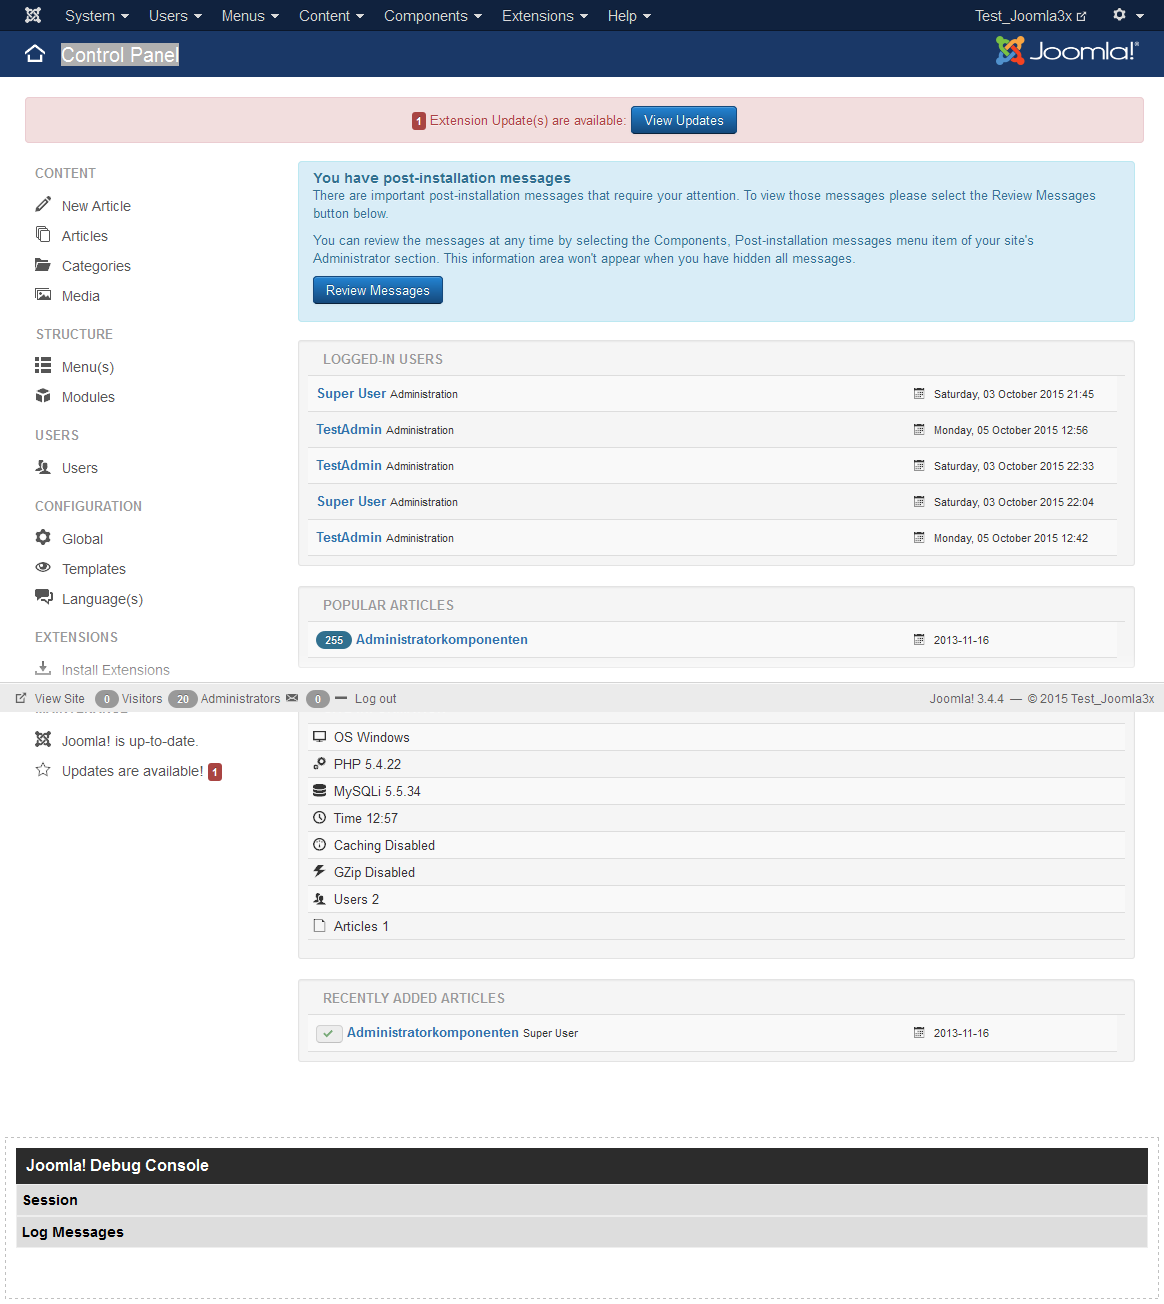 System Users Menus Content Components Extensions Help Test_Joomla3x
Control Panel Joomla!®
1 Extension Update(s) are available: View Updates
CONTENT
New Article
Articles
Categories
Media
STRUCTURE
Menu(s)
Modules
USERS
Users
CONFIGURATION
Global
Templates
Language(s)
EXTENSIONS
Install Extensions
You have post-installation messages
There are important post-installation messages that require your attention. To view those messages please select the Review Messages
button below.
You can review the messages at any time by selecting the Components, Post-installation messages menu item of your site's
Administrator section. This information area won't appear when you have hidden all messages.
Review Messages
LOGGED-IN USERS
Super User Administration Saturday, 03 October 2015 21:45
TestAdmin Administration Monday, 05 October 2015 12:56
TestAdmin Administration Saturday, 03 October 2015 22:33
Super User Administration Saturday, 03 October 2015 22:04
TestAdmin Administration Monday, 05 October 2015 12:42
POPULAR ARTICLES
255 Administratorkomponenten 2013-11-16
View Site 0 Visitors 20 Administrators 0 Log out Joomla! 3.4.4 — © 2015 Test_Joomla3x
MAINTENANCE
Joomla! is up-to-date.
Updates are available! 1
OS Windows
PHP 5.4.22
MySQLi 5.5.34
Time 12:57
Caching Disabled
GZip Disabled
Users 2
Articles 1
RECENTLY ADDED ARTICLES
Administratorkomponenten Super User 2013-11-16
Joomla! Debug Console
Session
Log Messages